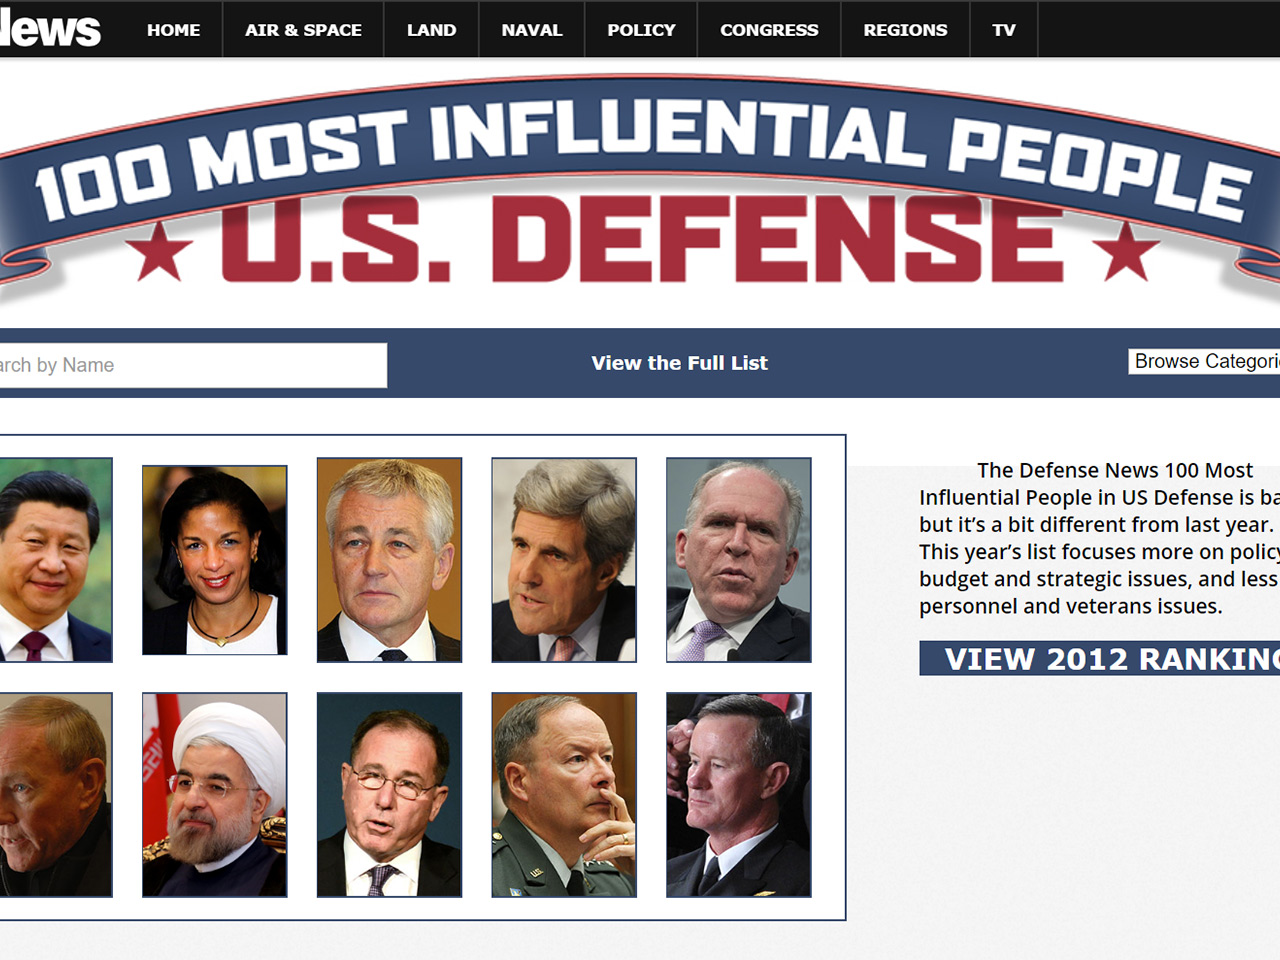 News HOME AIR & SPACE LAND NAVAL POLICY CONGRESS REGIONS TV
100 MOST INFLUENTIAL PEOPLE
U.S. DEFENSE
arch by Name View the Full List Browse Categori
The Defense News 100 Most
Influential People in US Defense is ba
but it’s a bit different from last year.
This year’s list focuses more on policy
budget and strategic issues, and less
personnel and veterans issues.
VIEW 2012 RANKING
U.S.